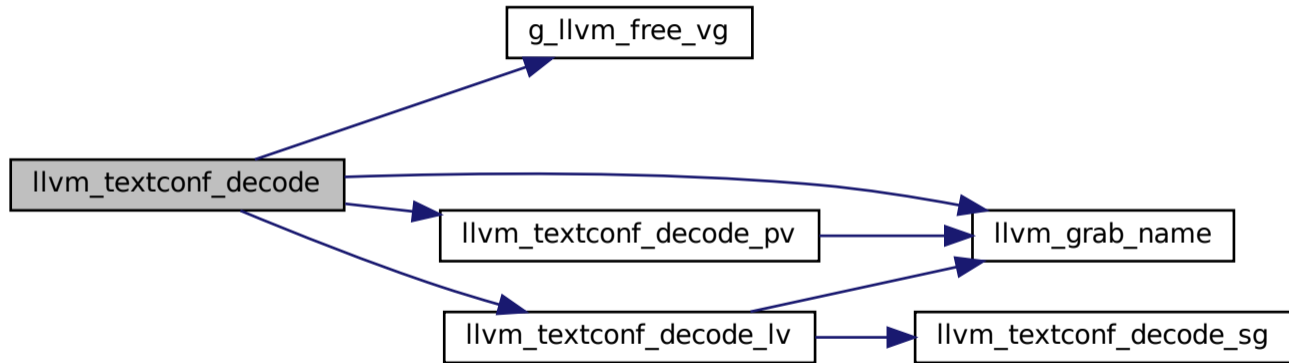 g_llvm_free_vg
llvm_textconf_decode
llvm_textconf_decode_pv
llvm_grab_name
llvm_textconf_decode_lv
llvm_textconf_decode_sg